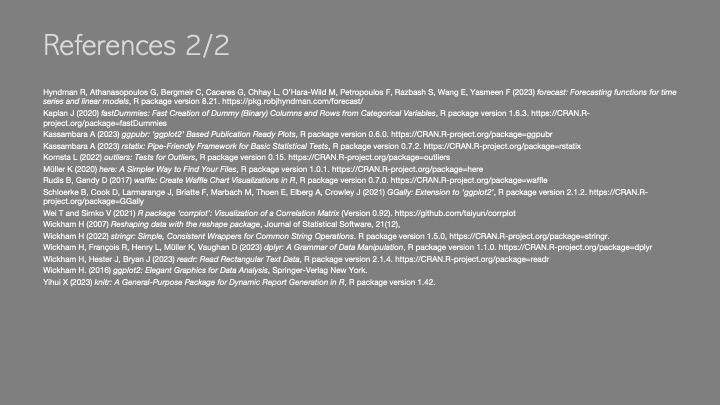 References 2/2
Hyndman R, Athanasopoulos G, Bergmeir C, Caceres G, Chhay L, O'Hara-Wild M, Petropoulos F, Razbash S, Wang E, Yasmeen F (2023) forecast: Forecasting functions for time
series and linear models, R package version 8.21. https://pkg.robjhyndman.com/forecast/
Kaplan J (2020) fastDummies: Fast Creation of Dummy (Binary) Columns and Rows from Categorical Variables, R package version 1.6.3. https://CRAN.R-
project.org/package=fastDummies
Kassambara A (2023) ggpubr: 'ggplot2' Based Publication Ready Plots, R package version 0.6.0. https://CRAN.R-project.org/package=ggpubr
Kassambara A (2023) rstatix: Pipe-Friendly Framework for Basic Statistical Tests, R package version 0.7.2. https://CRAN.R-project.org/package=rstatix
Komsta L (2022) outliers: Tests for Outliers, R package version 0.15. https://CRAN.R-project.org/package=outliers
Müller K (2020) here: A Simpler Way to Find Your Files, R package version 1.0.1. https://CRAN.R-project.org/package=here
Rudis B, Gandy D (2017) waffle: Create Waffle Chart Visualizations in R, R package version 0.7.0. https://CRAN.R-project.org/package=waffle
Schloerke B, Cook D, Larmarange J, Briatte F, Marbach M, Thoen E, Elberg A, Crowley J (2021) GGally: Extension to 'ggplot2', R package version 2.1.2. https://CRAN.R-
project.org/package=GGally
Wei T and Simko V (2021) R package 'corrplot': Visualization of a Correlation Matrix (Version 0.92). https://github.com/taiyun/corrplot
Wickham H (2007) Reshaping data with the reshape package, Journal of Statistical Software, 21(12),
Wickham H (2022) stringr: Simple, Consistent Wrappers for Common String Operations. R package version 1.5.0, https://CRAN.R-project.org/package=stringr.
Wickham H, François R, Henry L, Müller K, Vaughan D (2023) dplyr: A Grammar of Data Manipulation, R package version 1.1.0. https://CRAN.R-project.org/package=dplyr
Wickham H, Hester J, Bryan J (2023) readr: Read Rectangular Text Data, R package version 2.1.4. https://CRAN.R-project.org/package=readr
Wickham H. (2016) ggplot2: Elegant Graphics for Data Analysis, Springer-Verlag New York.
Yihui X (2023) knitr: A General-Purpose Package for Dynamic Report Generation in R, R package version 1.42.